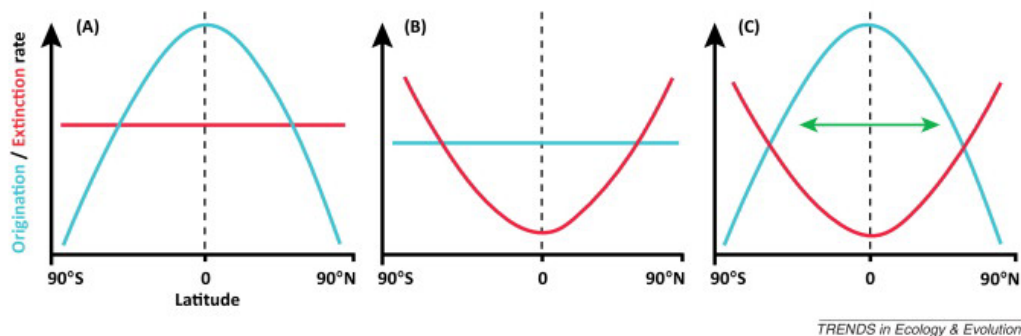 (A)
(B)
(C)
Origination / Extinction rate
90°S
0
90°N
90°S
0
90°N
90°S
0
90°N
Latitude
TRENDS in Ecology & Evolution